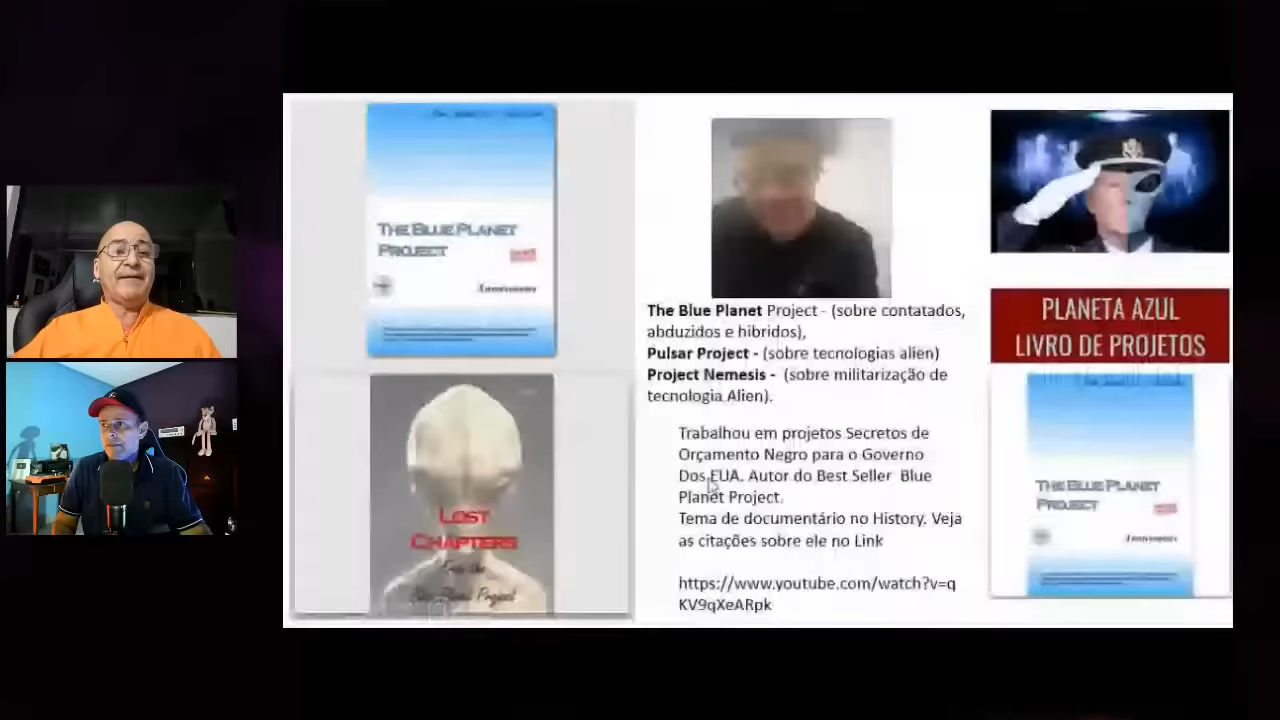 THE BLUE PLANET
PROJECT
LOST
CHAPTERS
The Blue Planet Project - (sobre contatados,
abduzidos e hibridos),
Pulsar Project - (sobre tecnologias alien)
Project Nemesis - (sobre militarização de
tecnologia Alien).
Trabalhou em projetos Secretos de
Orçamento Negro para o Governo
Dos EUA. Autor do Best Seller Blue
Planet Project.
Tema de documentário no History. Veja
as citações sobre ele no Link
https://www.youtube.com/watch?v=q
KV9qXeARpk
PLANETA AZUL
LIVRO DE PROJETOS
THE BLUE PLANET
PROJECT